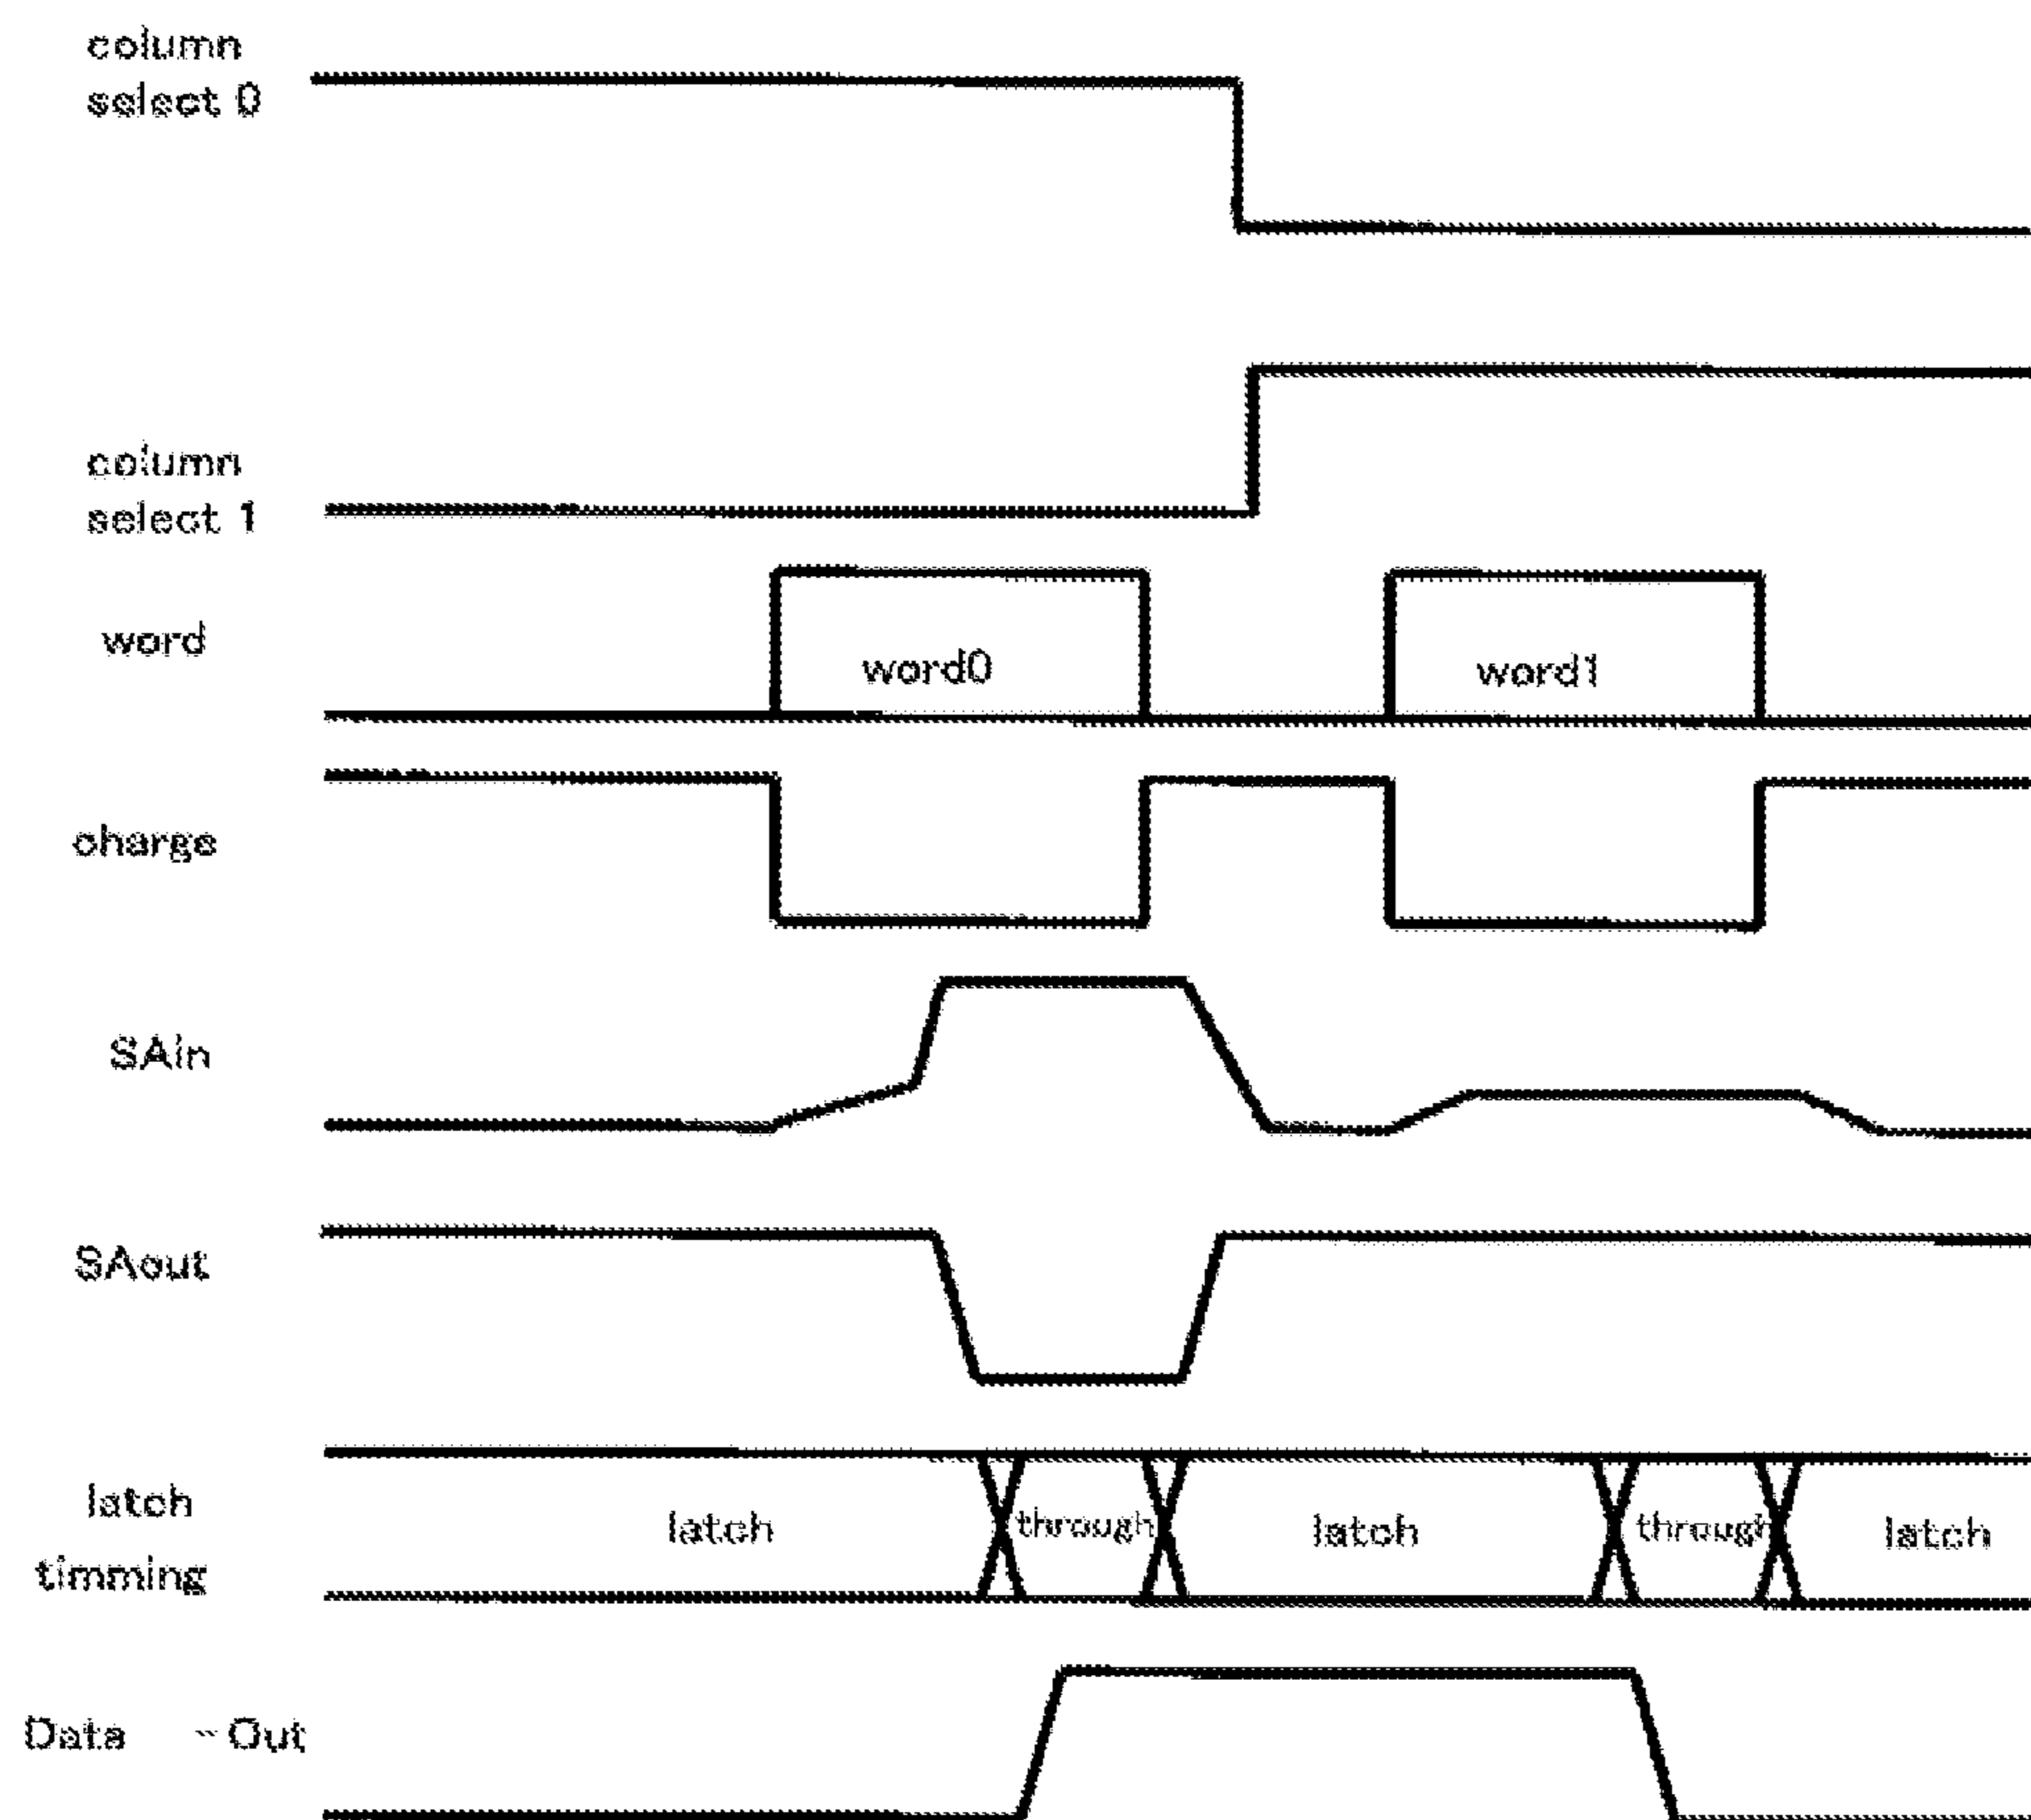 column
select 0
column
select 1
word
word0
word1
charge
SAin
SAout
latch
timming
latch
through
latch
through
latch
Data ~ Out